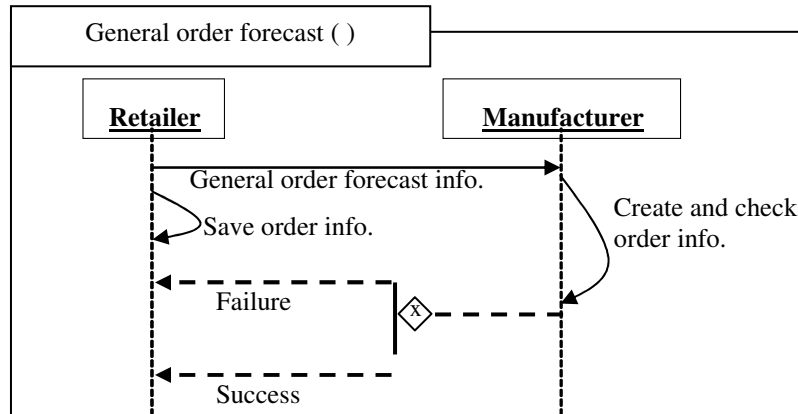 General order forecast ( )
Retailer
Manufacturer
General order forecast info.
Save order info.
Create and check
order info.
Failure
x
Success